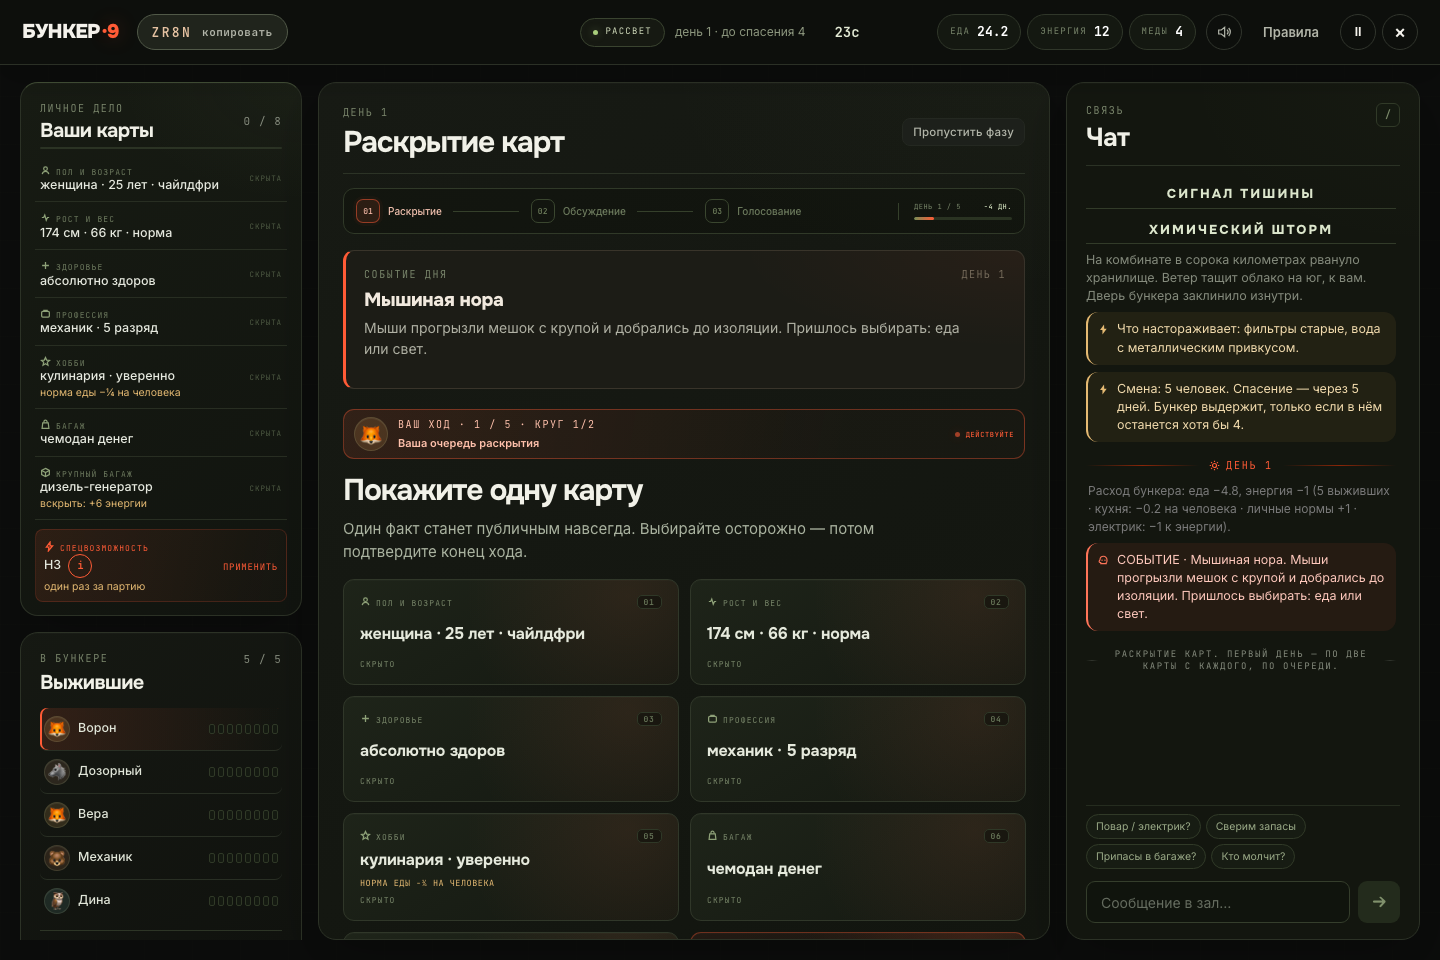 БУНКЕР·9
ZR8N копировать
РАССВЕТ
день 1 · до спасения 4
23с
ЕДА 24.2
ЭНЕРГИЯ 12
МЕДЫ 4
Правила
ЛИЧНОЕ ДЕЛО
Ваши карты
0 / 8
ПОЛ И ВОЗРАСТ
женщина · 25 лет · чайлдфри
СКРЫТА
РОСТ И ВЕС
174 см · 66 кг · норма
СКРЫТА
ЗДОРОВЬЕ
абсолютно здоров
СКРЫТА
ПРОФЕССИЯ
механик · 5 разряд
СКРЫТА
ХОББИ
кулинария · уверенно
норма еды −¼ на человека
СКРЫТА
БАГАЖ
чемодан денег
СКРЫТА
КРУПНЫЙ БАГАЖ
дизель-генератор
вскрыть: +6 энергии
СКРЫТА
СПЕЦВОЗМОЖНОСТЬ
НЗ i
один раз за партию
ПРИМЕНИТЬ
В БУНКЕРЕ
Выжившие
5 / 5
Ворон
Дозорный
Вера
Механик
Дина
ДЕНЬ 1
Раскрытие карт
Пропустить фазу
01 Раскрытие
02 Обсуждение
03 Голосование
ДЕНЬ 1 / 5
~4 ДН.
СОБЫТИЕ ДНЯ
ДЕНЬ 1
Мышиная нора
Мыши прогрызли мешок с крупой и добрались до изоляции. Пришлось выбирать: еда
или свет.
ВАШ ХОД · 1 / 5 · КРУГ 1/2
Ваша очередь раскрытия
ДЕЙСТВУЙТЕ
Покажите одну карту
Один факт станет публичным навсегда. Выбирайте осторожно — потом
подтвердите конец хода.
ПОЛ И ВОЗРАСТ
01
женщина · 25 лет · чайлдфри
СКРЫТО
РОСТ И ВЕС
02
174 см · 66 кг · норма
СКРЫТО
ЗДОРОВЬЕ
03
абсолютно здоров
СКРЫТО
ПРОФЕССИЯ
04
механик · 5 разряд
СКРЫТО
ХОББИ
05
кулинария · уверенно
НОРМА ЕДЫ −¼ НА ЧЕЛОВЕКА
СКРЫТО
БАГАЖ
06
чемодан денег
СКРЫТО
СВЯЗЬ
Чат
/
СИГНАЛ ТИШИНЫ
ХИМИЧЕСКИЙ ШТОРМ
На комбинате в сорока километрах рвануло
хранилище. Ветер тащит облако на юг, к вам.
Дверь бункера заклинило изнутри.
Что настораживает: фильтры старые, вода
с металлическим привкусом.
Смена: 5 человек. Спасение — через 5
дней. Бункер выдержит, только если в нём
останется хотя бы 4.
ДЕНЬ 1
Расход бункера: еда −4.8, энергия −1 (5 выживших
· кухня: −0.2 на человека · личные нормы +1 ·
электрик: −1 к энергии).
СОБЫТИЕ · Мышиная нора. Мыши
прогрызли мешок с крупой и добрались до
изоляции. Пришлось выбирать: еда или
свет.
РАСКРЫТИЕ КАРТ. ПЕРВЫЙ ДЕНЬ — ПО ДВЕ
КАРТЫ С КАЖДОГО, ПО ОЧЕРЕДИ.
Повар / электрик?
Сверим запасы
Припасы в багаже?
Кто молчит?
Сообщение в зал...